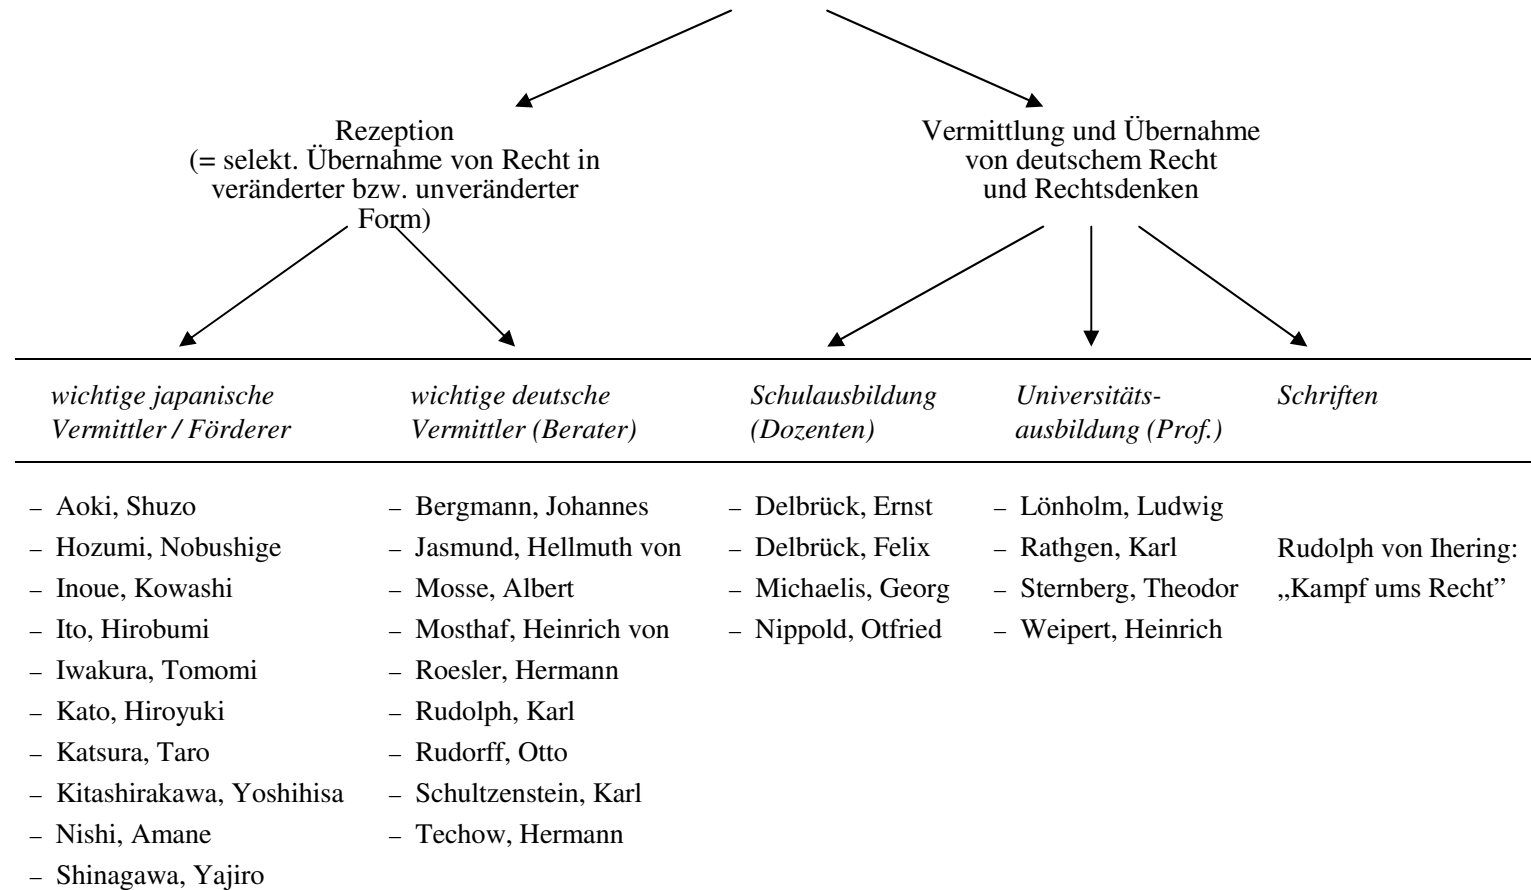 Rezeption
(= selekt. Übernahme von Recht in
veränderter bzw. unveränderter
Form)
Vermittlung und Übernahme
von deutschem Recht
und Rechtsdenken
wichtige japanische
Vermittler / Förderer
wichtige deutsche
Vermittler (Berater)
Schulausbildung
(Dozenten)
Universitäts-
ausbildung (Prof.)
Schriften
– Aoki, Shuzo
– Hozumi, Nobushige
– Inoue, Kowashi
– Ito, Hirobumi
– Iwakura, Tomomi
– Kato, Hiroyuki
– Katsura, Taro
– Kitashirakawa, Yoshihisa
– Nishi, Amane
– Shinagawa, Yajiro
– Bergmann, Johannes
– Jasmund, Hellmuth von
– Mosse, Albert
– Mosthaf, Heinrich von
– Roesler, Hermann
– Rudolph, Karl
– Rudorff, Otto
– Schultzenstein, Karl
– Techow, Hermann
– Delbrück, Ernst
– Delbrück, Felix
– Michaelis, Georg
– Nippold, Otfried
– Lönholm, Ludwig
– Rathgen, Karl
– Sternberg, Theodor
– Weipert, Heinrich
Rudolph von Ihering:
„Kampf ums Recht”